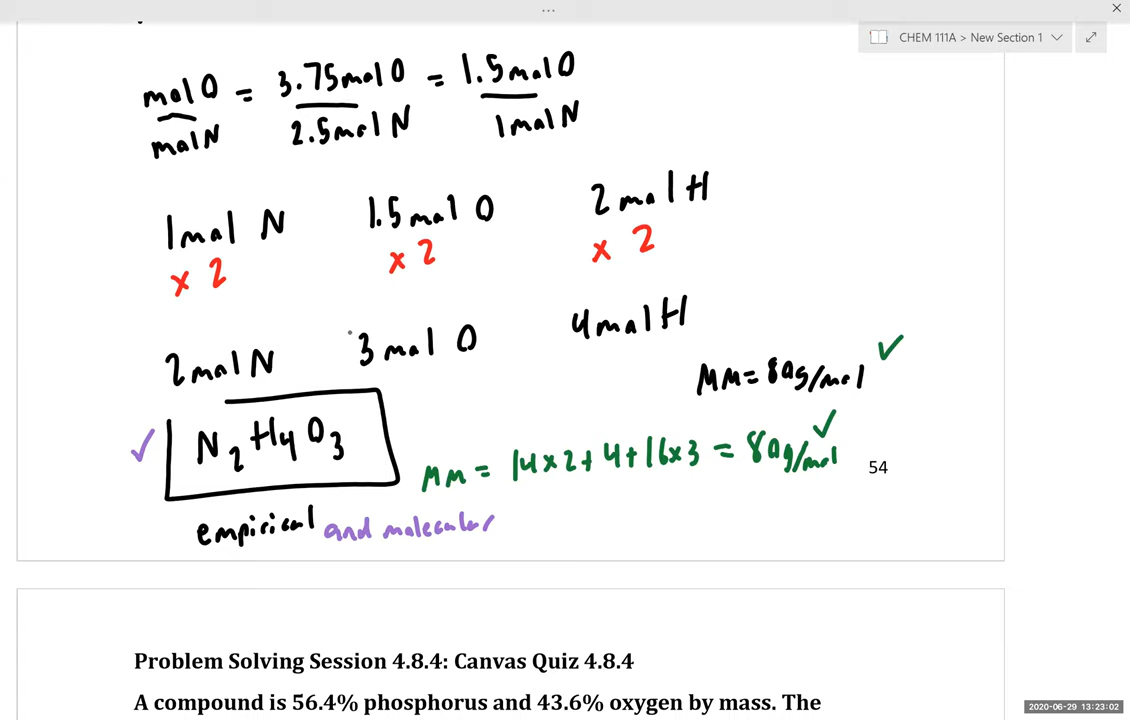 CHEM 111A > New Section 1
mol O / mol N = 3.75 mol O / 2.5 mol N = 1.5 mol O / 1 mol N
1 mol N 1.5 mol O 2 mol H
x 2 x 2 x 2
2 mol N 3 mol O 4 mol H
MM = 80g/mol ✓
✓ N2H4O3 MM = 14x2+4+16x3 = 80g/mol ✓
54
empirical and molecular
Problem Solving Session 4.8.4: Canvas Quiz 4.8.4
A compound is 56.4% phosphorus and 43.6% oxygen by mass. The
2020-06-29 13:23:02